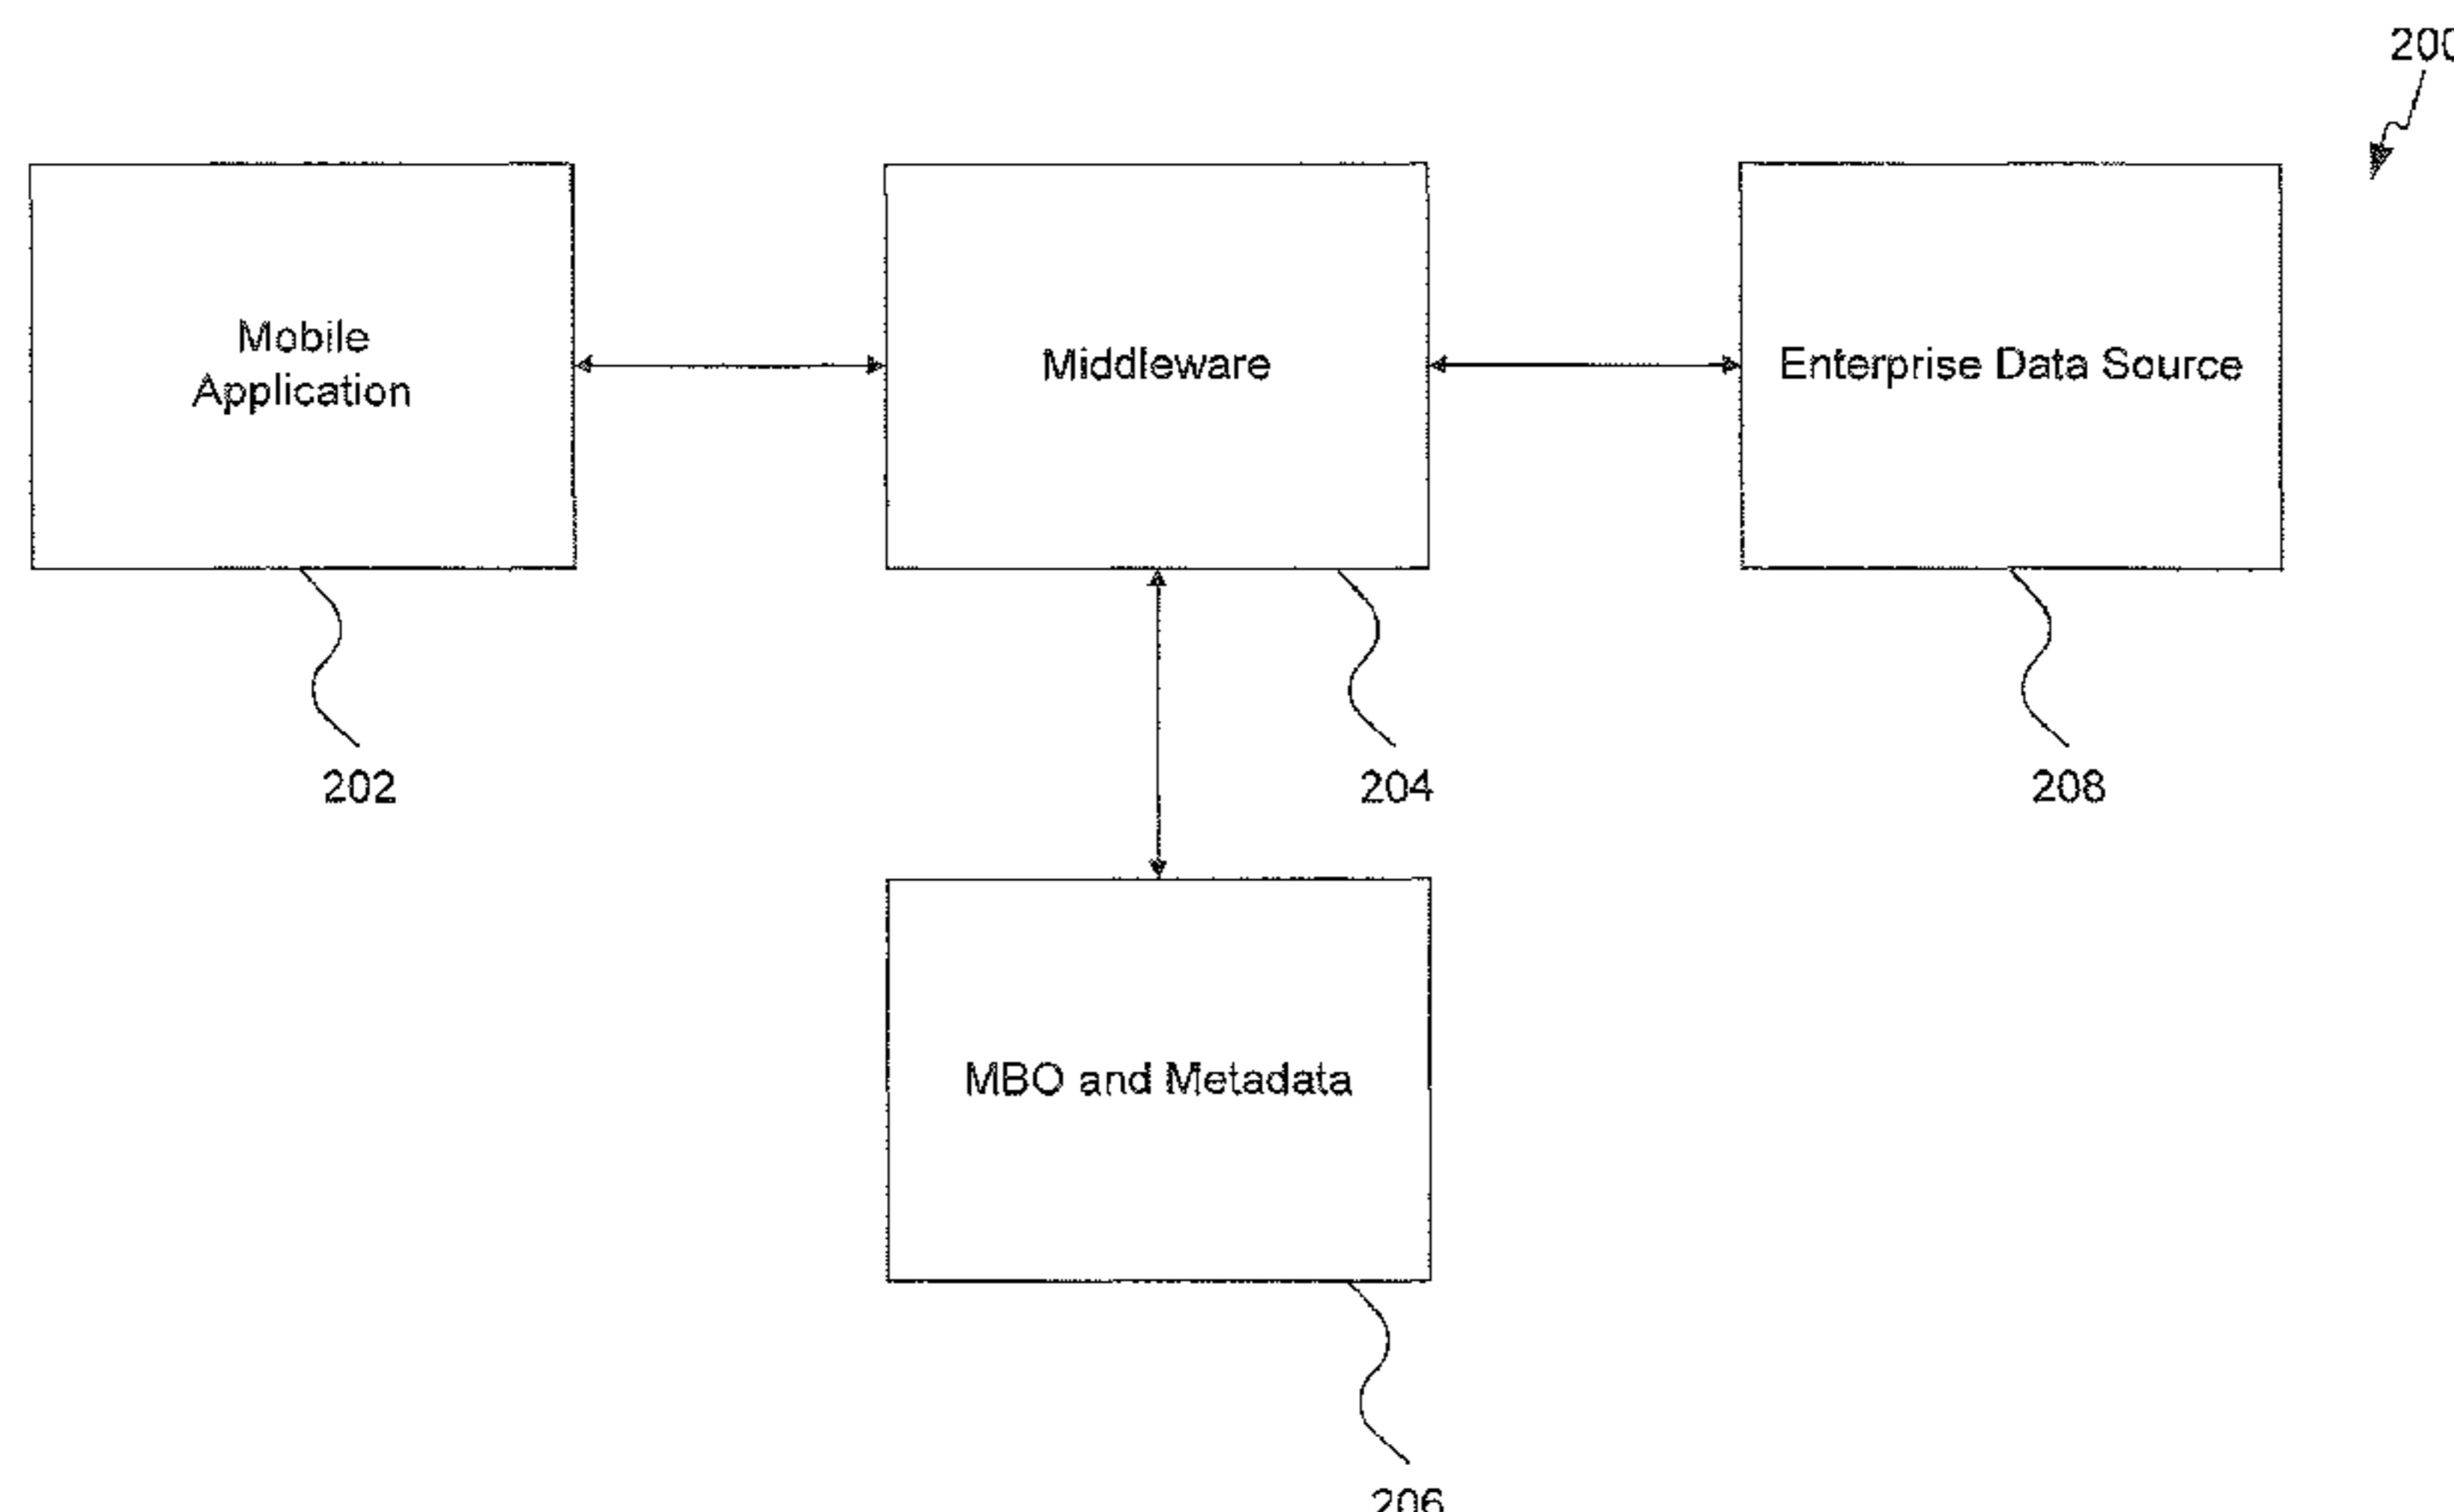 200
Mobile
Application
Middleware
Enterprise Data Source
202
204
208
MBO and Metadata
206